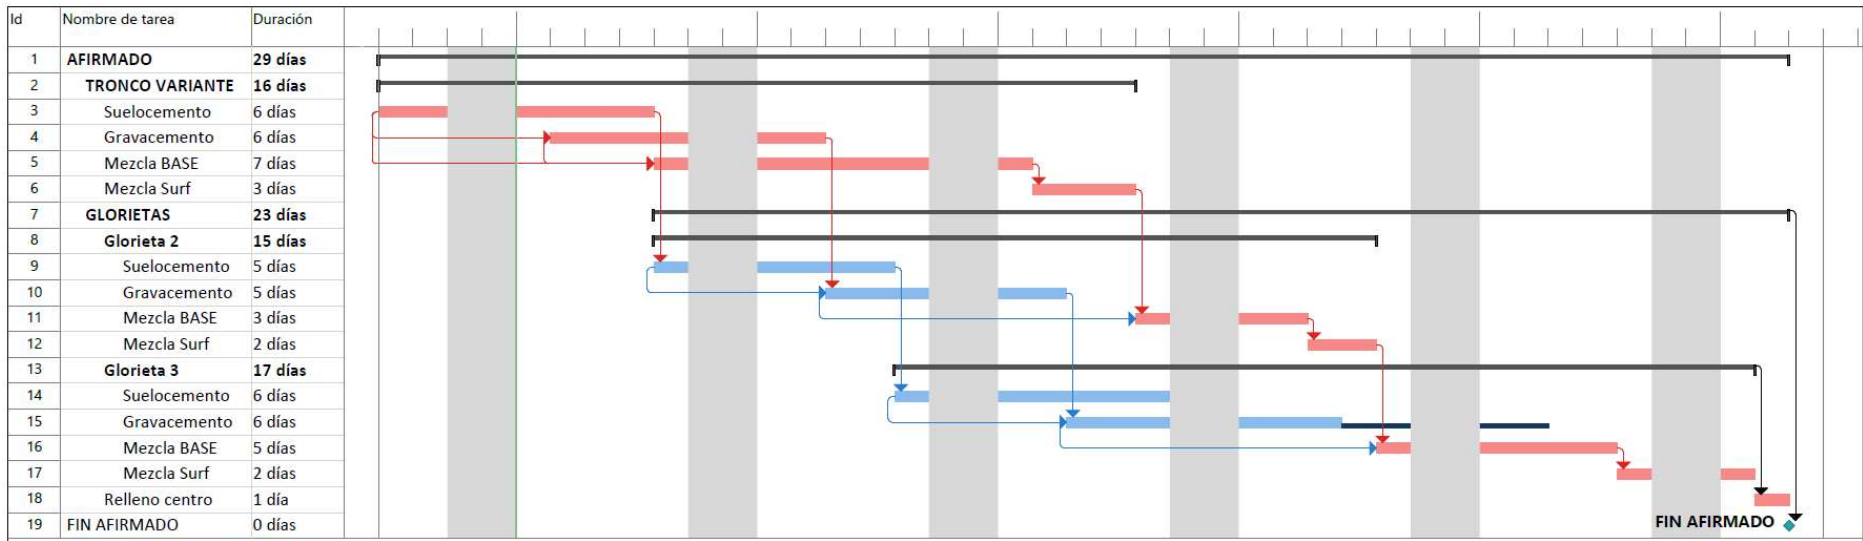 Id Nombre de tarea Duración
1 AFIRMADO 29 días
2 TRONCO VARIANTE 16 días
3 Suelocemento 6 días
4 Gravacemento 6 días
5 Mezcla BASE 7 días
6 Mezcla Surf 3 días
7 GLORIETAS 23 días
8 Glorieta 2 15 días
9 Suelocemento 5 días
10 Gravacemento 5 días
11 Mezcla BASE 3 días
12 Mezcla Surf 2 días
13 Glorieta 3 17 días
14 Suelocemento 6 días
15 Gravacemento 6 días
16 Mezcla BASE 5 días
17 Mezcla Surf 2 días
18 Relleno centro 1 día
19 FIN AFIRMADO 0 días FIN AFIRMADO